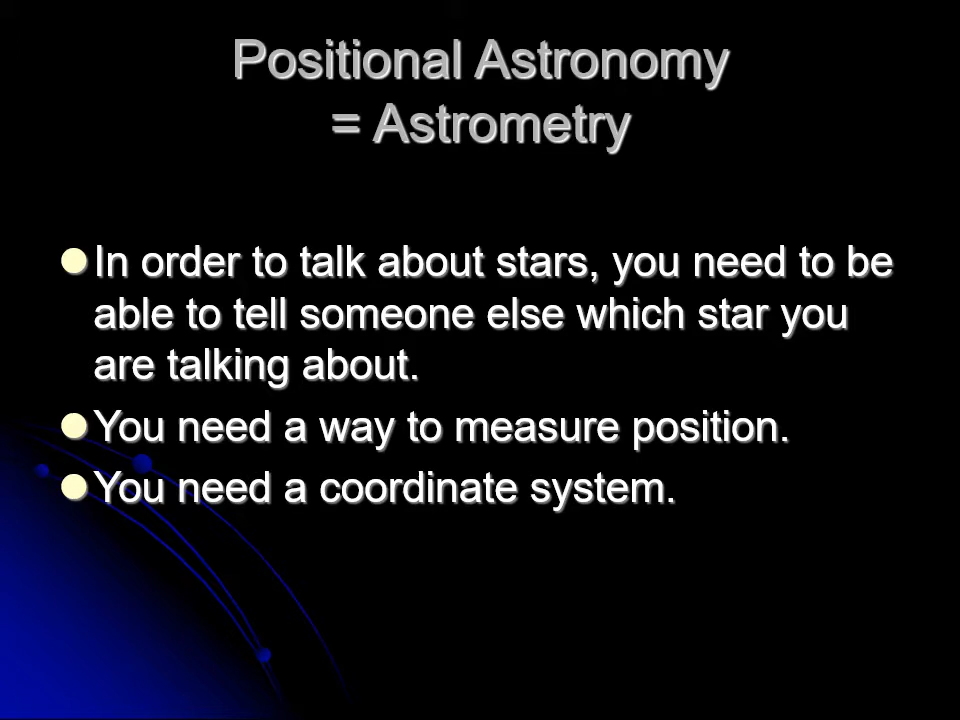 Positional Astronomy
= Astrometry
In order to talk about stars, you need to be
able to tell someone else which star you
are talking about.
You need a way to measure position.
You need a coordinate system.